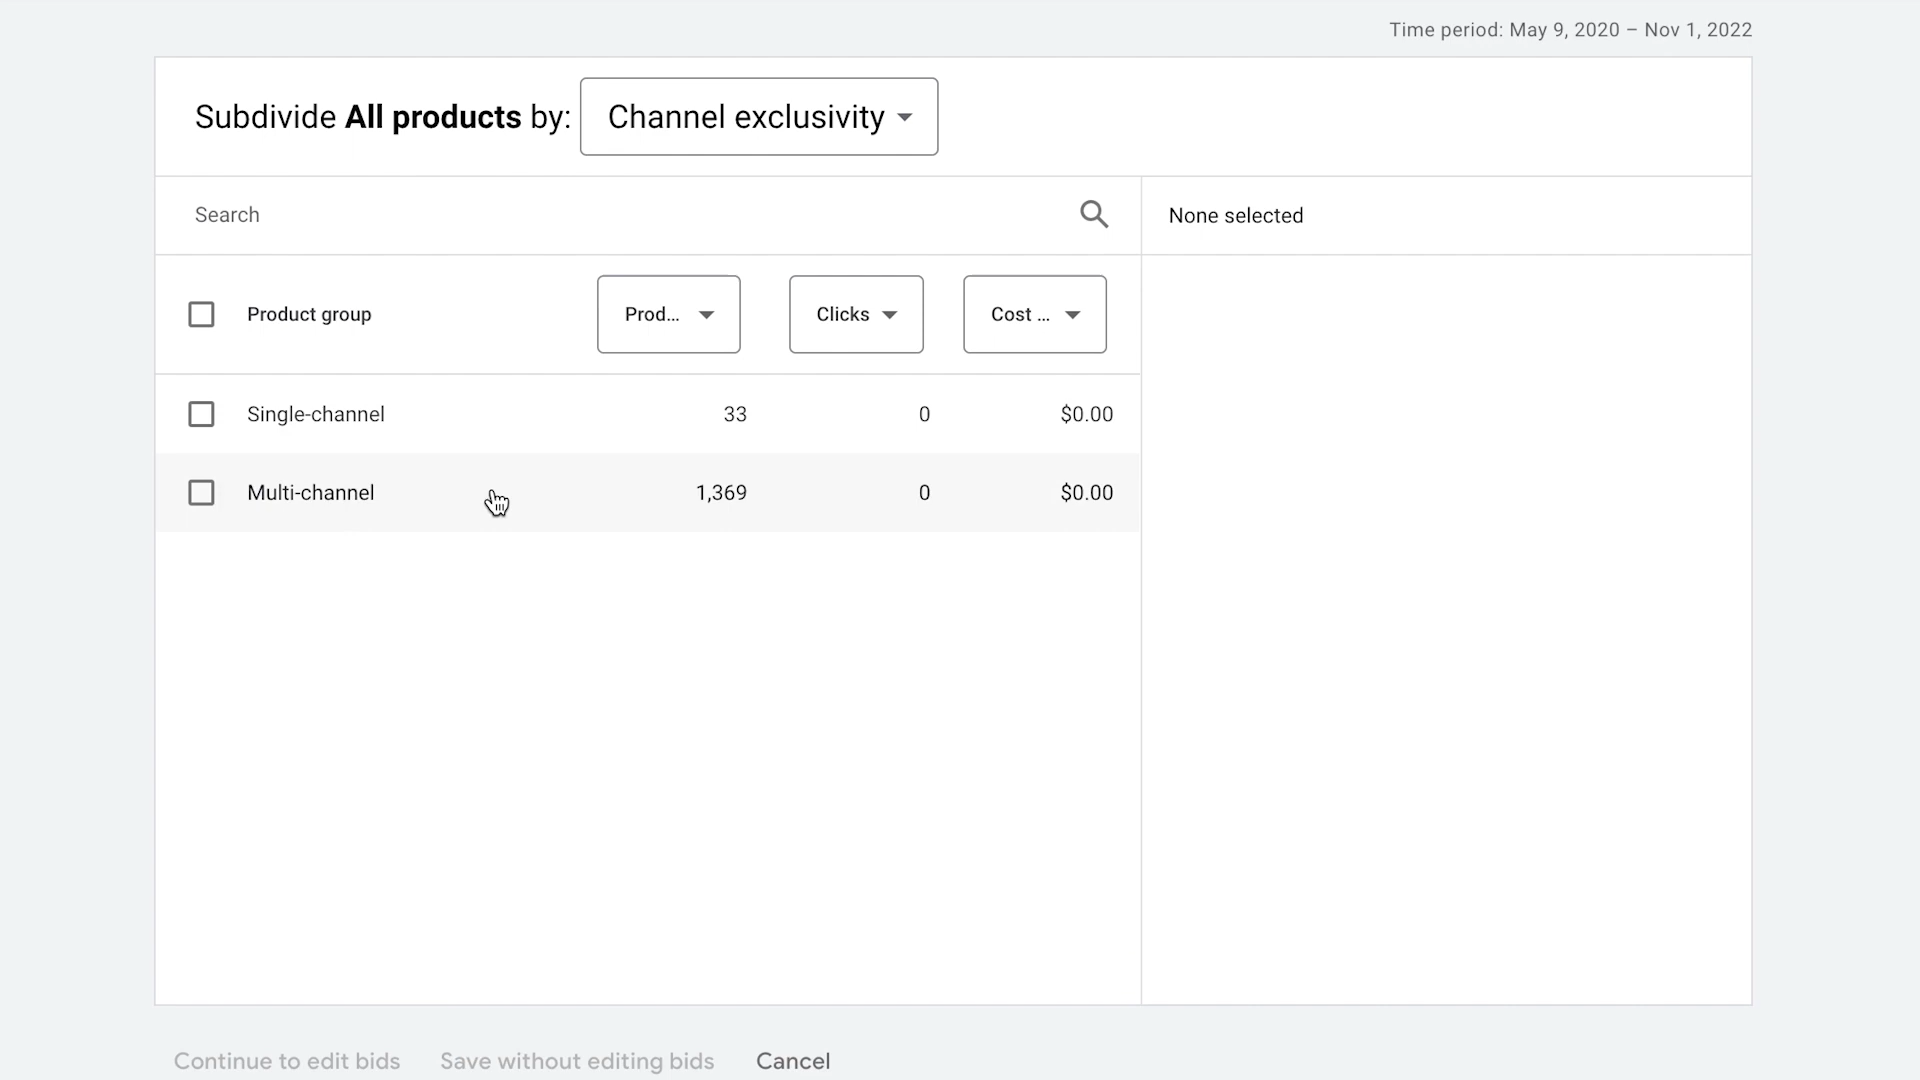 Time period: May 9, 2020 – Nov 1, 2022
Subdivide All products by: Channel exclusivity
Search
None selected
Product group Prod... Clicks Cost ...
Single-channel 33 0 $0.00
Multi-channel 1,369 0 $0.00
Continue to edit bids Save without editing bids Cancel